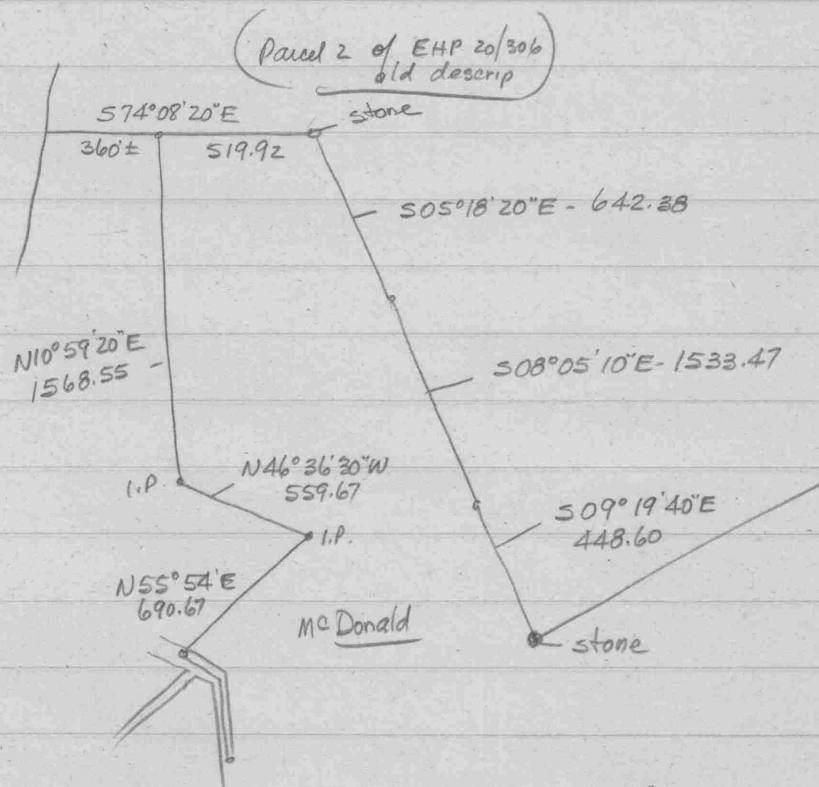 Parcel 2 of EHP 20/306
old descrip
S74°08'20"E
stone
360'±
519.92
S05°18'20"E - 642.38
N10°59'20"E
1568.55
S08°05'10"E - 1533.47
I.P.
N46°36'30"W
559.67
I.P.
S09°19'40"E
448.60
N55°54'E
690.67
McDonald
stone